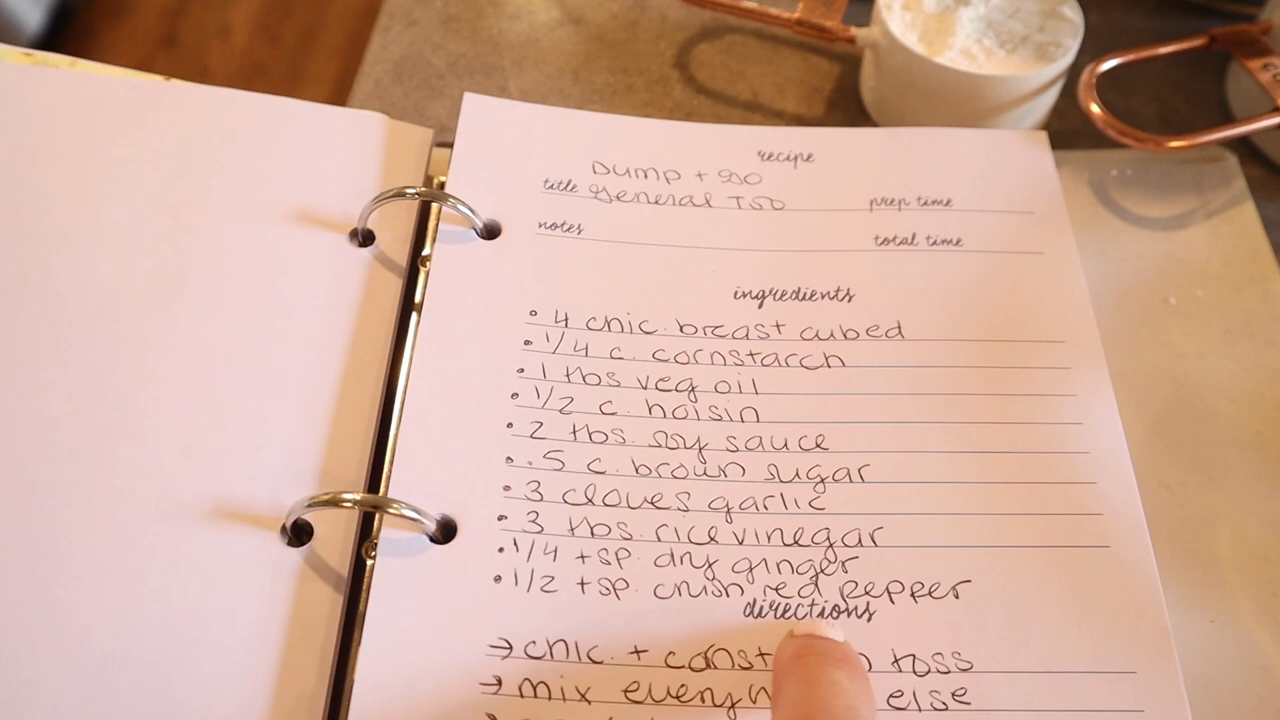 recipe
Dump + Go
title General Tso prep time
notes total time
ingredients
• 4 chic. breast cubed
• 1/4 c. cornstarch
• 1 tbs veg oil
• 1/2 c. hoisin
• 2 tbs. soy sauce
• .5 c. brown sugar
• 3 cloves garlic
• 3 tbs. rice vinegar
• 1/4 tsp. dry ginger
• 1/2 tsp. crush red pepper
directions
→ chic. + toss
→ mix else